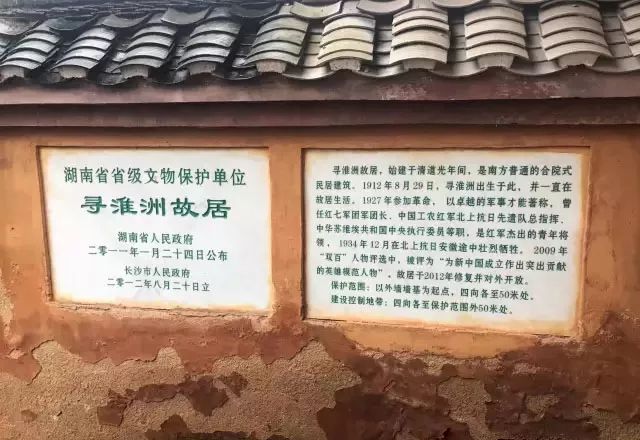 湖南省省级文物保护单位
寻淮洲故居
湖南省人民政府
二零一一年一月二十四日公布
长沙市人民政府
二零一二年八月二十日立
寻淮洲故居，始建于清道光年间，是南方普通的合院式
民居建筑。1912年8月29日，寻淮洲出生于此，并一直在
故居生活。1927年参加革命，以卓越的军事才能著称，曾
任红七军团军团长、中国工农红军北上抗日先遣队总指挥、
中华苏维埃共和国中央执行委员等职，是红军杰出的青年将
领，1934年12月在北上抗日安徽途中壮烈牺牲。2009年
“双百”人物评选中，被评为“为新中国成立作出突出贡献
的英雄模范人物”。故居于2012年修复并对外开放。
保护范围：以外墙墙基为起点，四向各至50米处。
建设控制地带：四向各至保护范围外50米处。